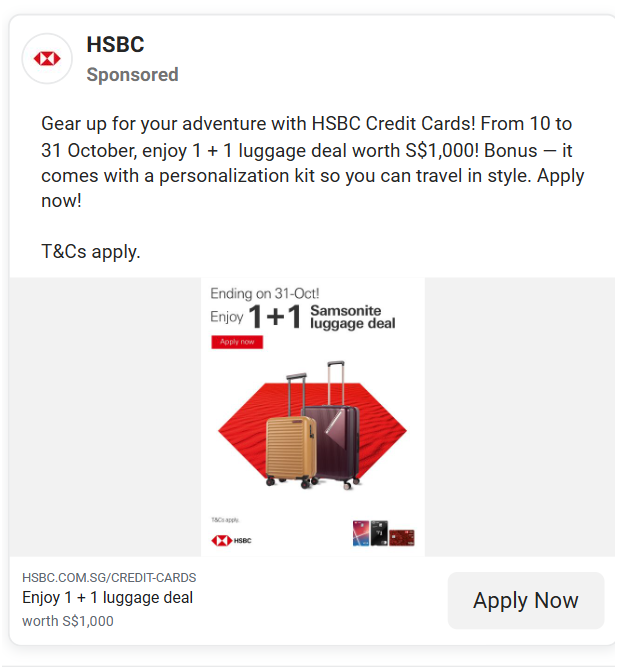 HSBC
Sponsored
Gear up for your adventure with HSBC Credit Cards! From 10 to
31 October, enjoy 1 + 1 luggage deal worth S$1,000! Bonus — it
comes with a personalization kit so you can travel in style. Apply
now!
T&Cs apply.
Ending on 31-Oct!
Enjoy 1+1 Samsonite
luggage deal
Apply now
T&Cs apply.
HSBC
HSBC.COM.SG/CREDIT-CARDS
Enjoy 1 + 1 luggage deal
worth S$1,000
Apply Now